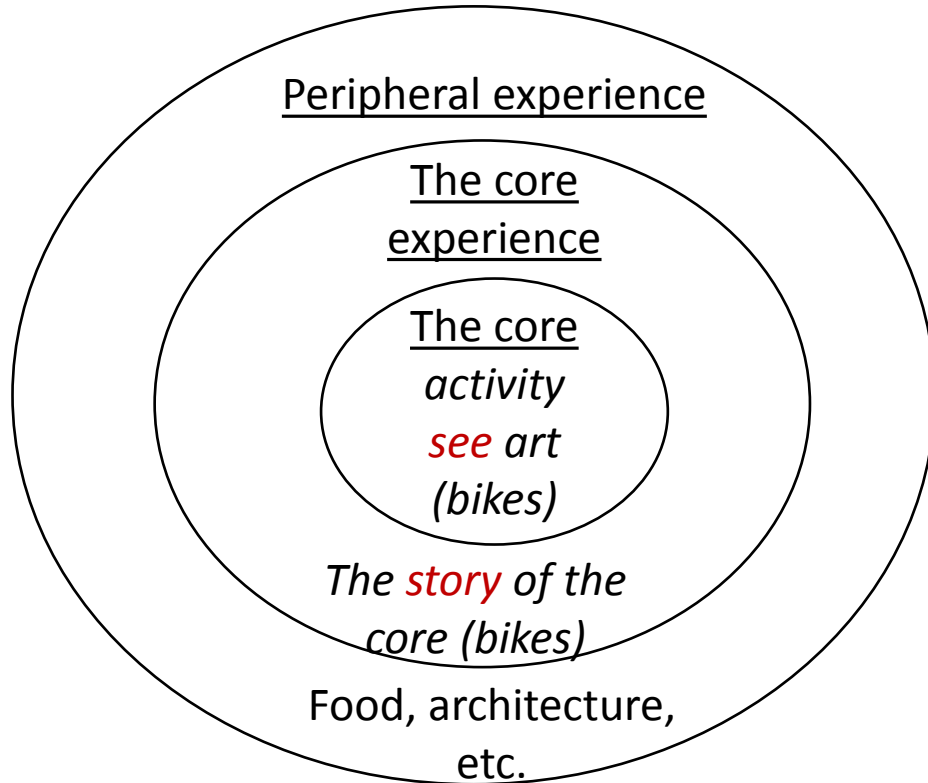 Peripheral experience
The core
experience
The core
activity
see art
(bikes)
The story of the
core (bikes)
Food, architecture,
etc.